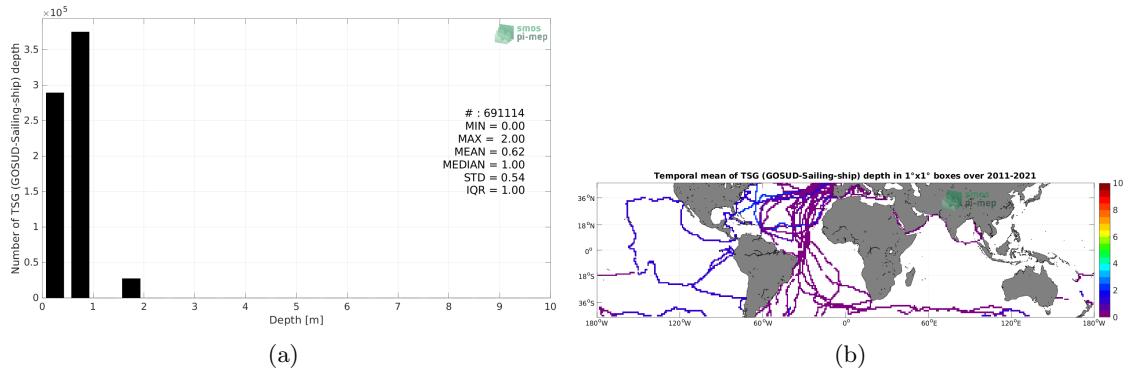 ×10⁵
smos
pi-mep
Number of TSG (GOSUD-Sailing-ship) depth
3.5
3
2.5
2
1.5
1
0.5
0
# : 691114
MIN = 0.00
MAX = 2.00
MEAN = 0.62
MEDIAN = 1.00
STD = 0.54
IQR = 1.00
0 1 2 3 4 5 6 7 8 9 10
Depth [m]
(a)
Temporal mean of TSG (GOSUD-Sailing-ship) depth in 1°x1° boxes over 2011-2021
smos
pi-mep
36°N
18°N
0°
18°S
36°S
180°W 120°W 60°W 0° 60°E 120°E 180°W
10
8
6
4
2
0
(b)